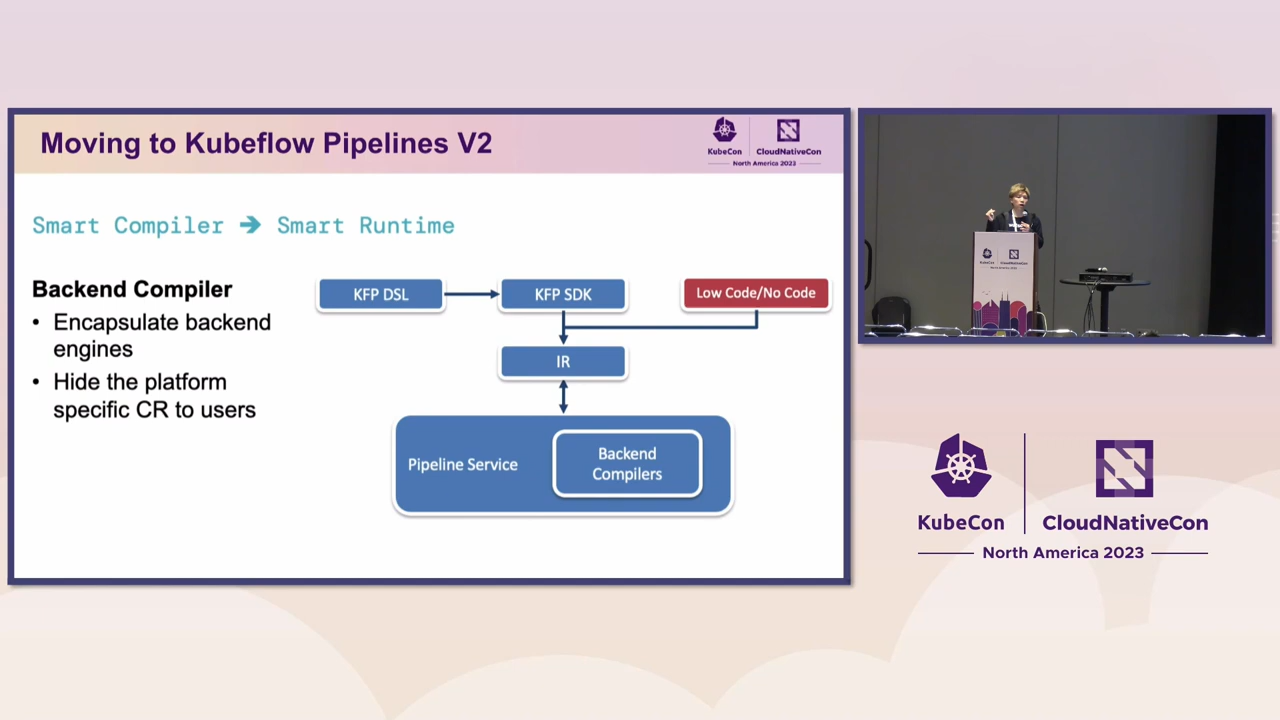 Moving to Kubeflow Pipelines V2
KubeCon
CloudNativeCon
North America 2023
Smart Compiler ➔ Smart Runtime
Backend Compiler
• Encapsulate backend
engines
• Hide the platform
specific CR to users
KFP DSL
KFP SDK
Low Code/No Code
IR
Pipeline Service
Backend
Compilers
KubeCon
CloudNativeCon
KubeCon
CloudNativeCon
North America 2023